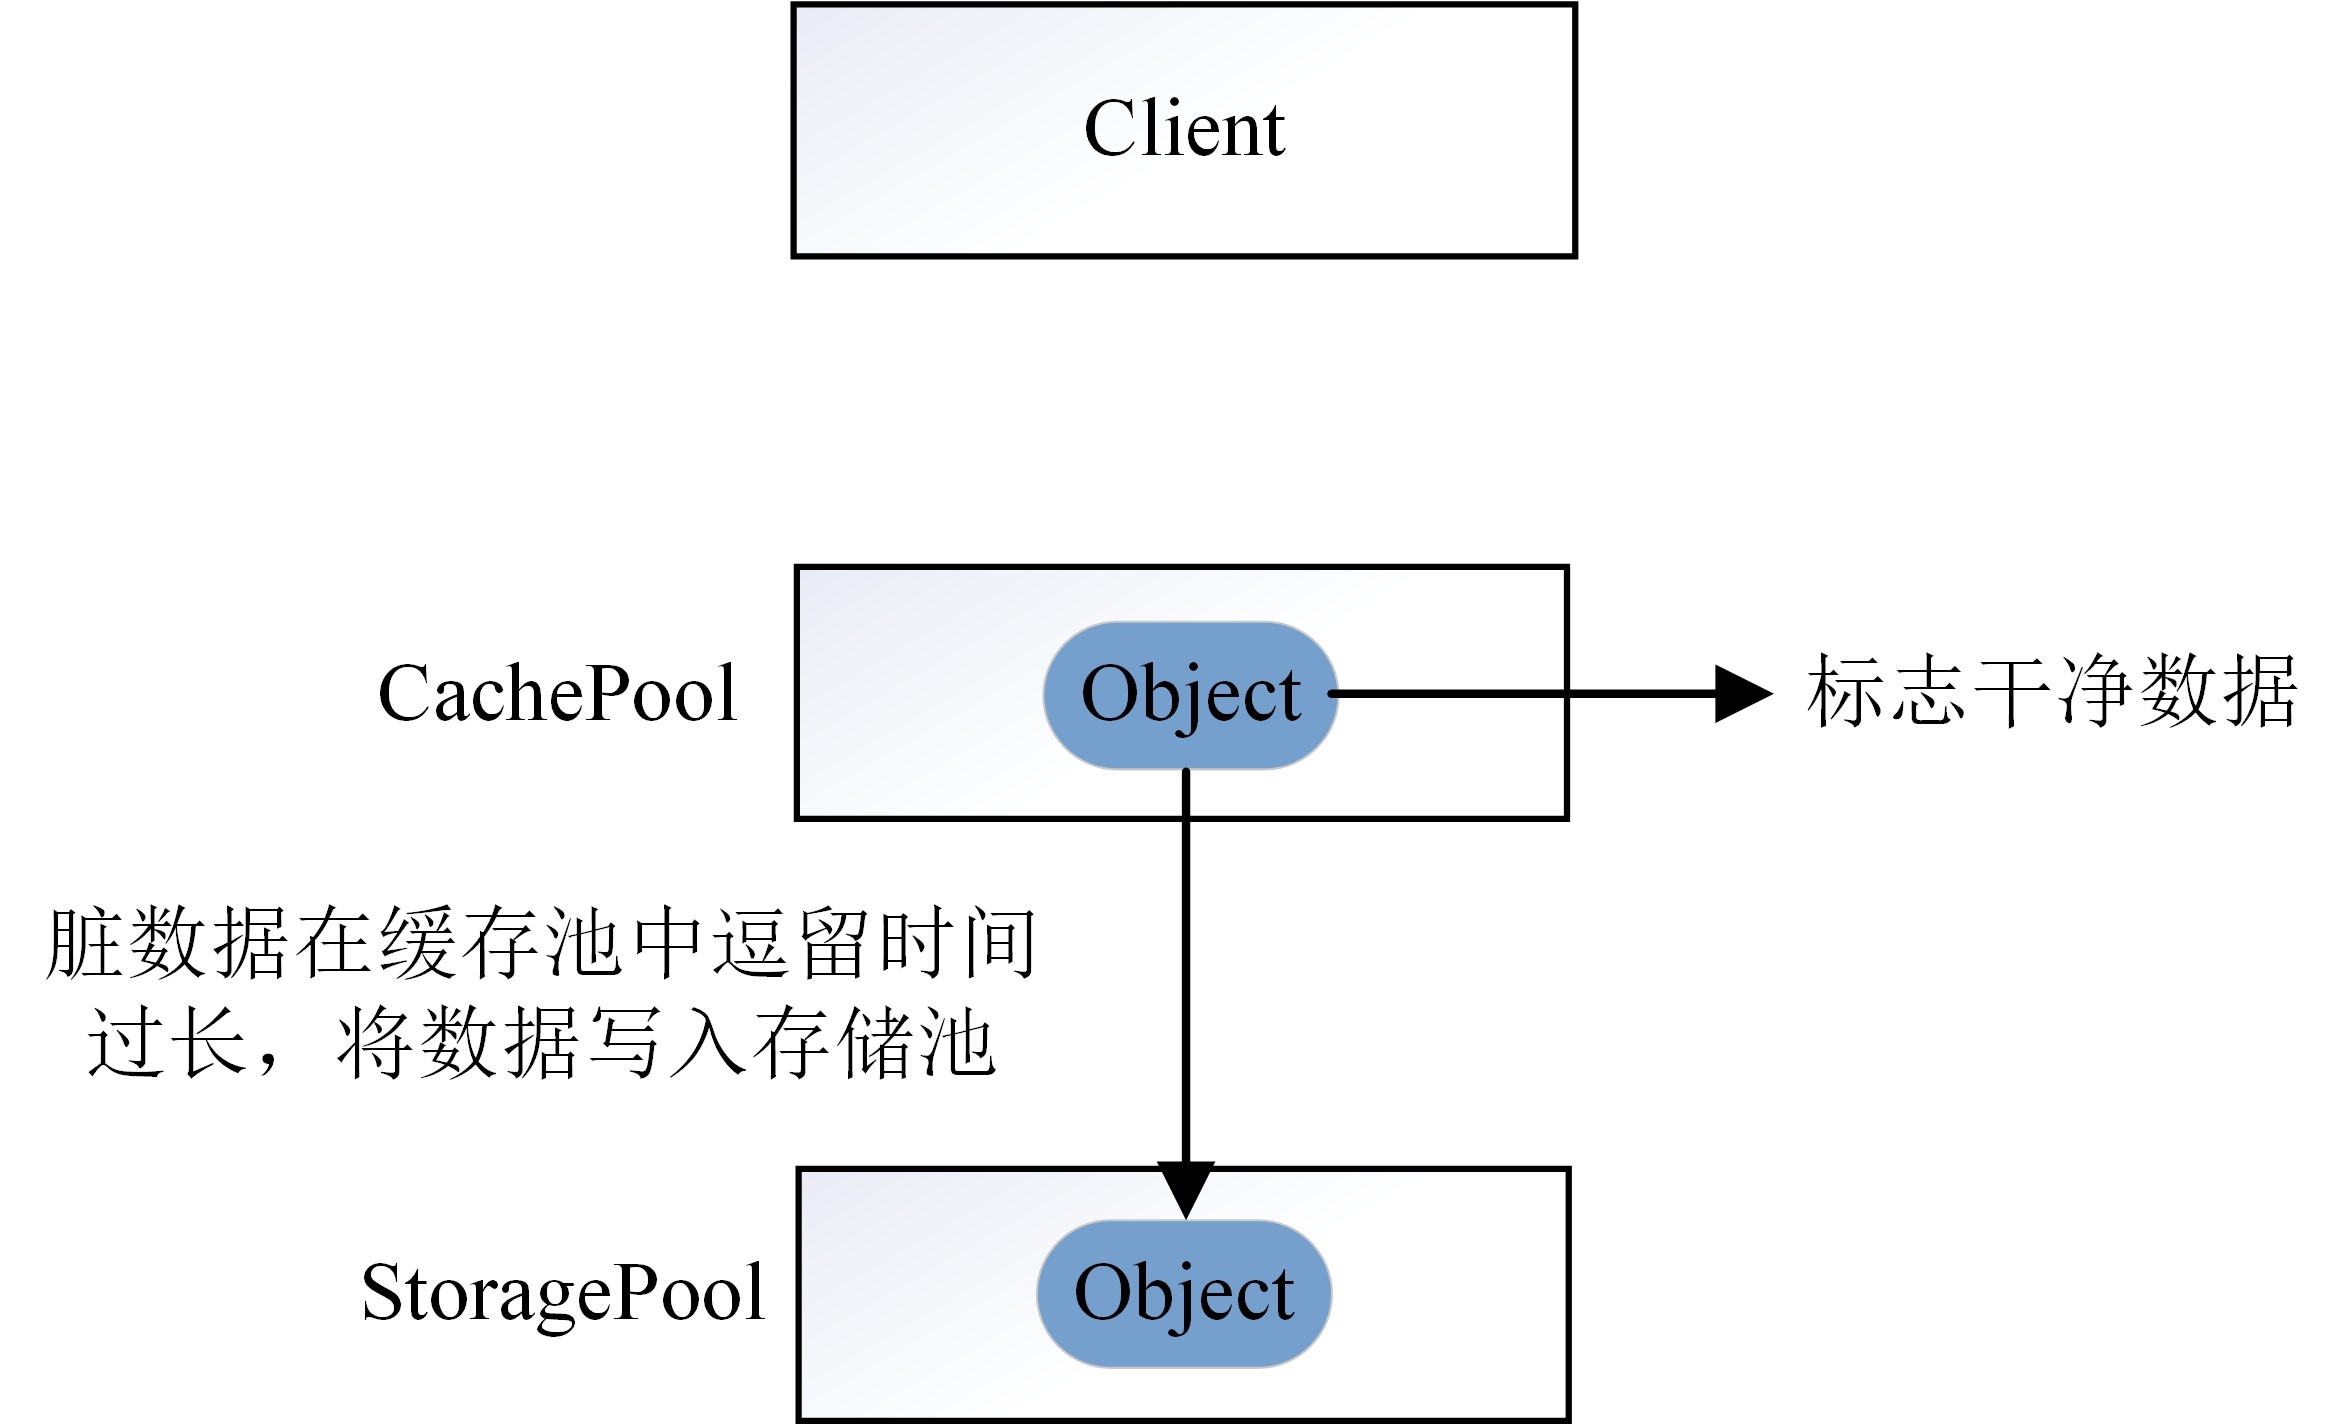 Client
CachePool
Object
标志干净数据
脏数据在缓存池中逗留时间
过长，将数据写入存储池
StoragePool
Object